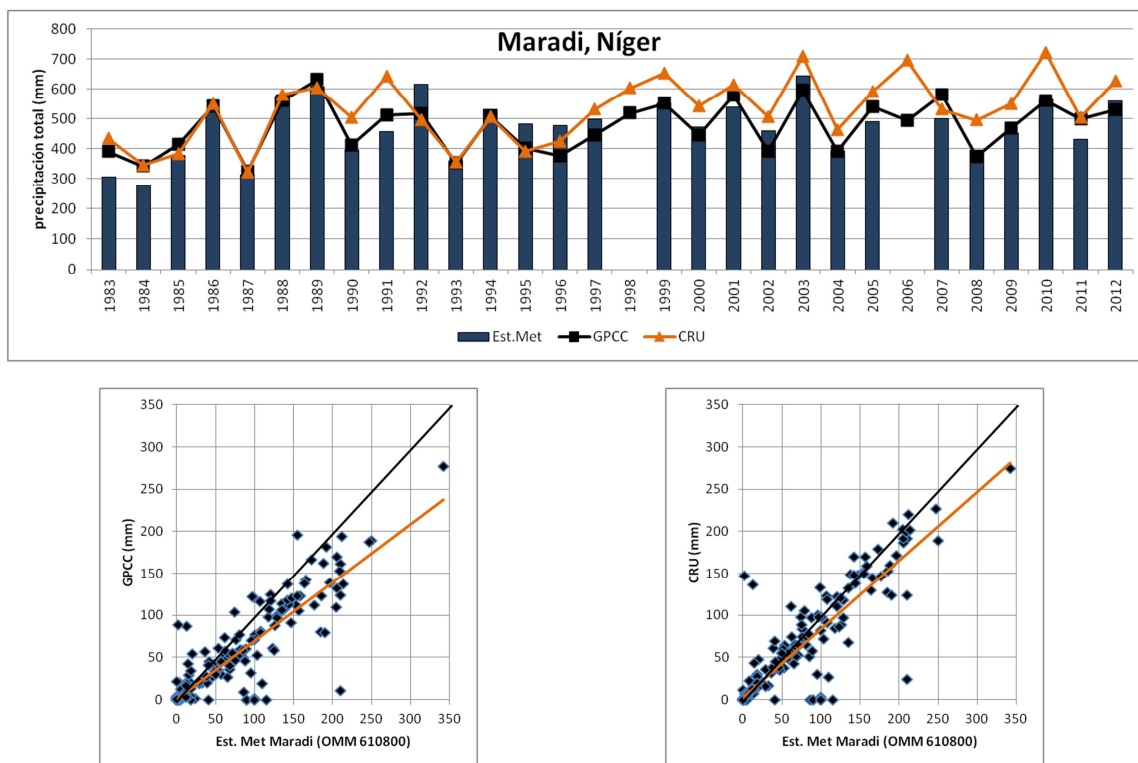 Maradi, Níger
precipitación total (mm)
800
700
600
500
400
300
200
100
0
1983 1984 1985 1986 1987 1988 1989 1990 1991 1992 1993 1994 1995 1996 1997 1998 1999 2000 2001 2002 2003 2004 2005 2006 2007 2008 2009 2010 2011 2012
Est.Met GPCC CRU
GPCC (mm)
350
300
250
200
150
100
50
0
0 50 100 150 200 250 300 350
Est. Met Maradi (OMM 610800)
CRU (mm)
350
300
250
200
150
100
50
0
0 50 100 150 200 250 300 350
Est. Met Maradi (OMM 610800)